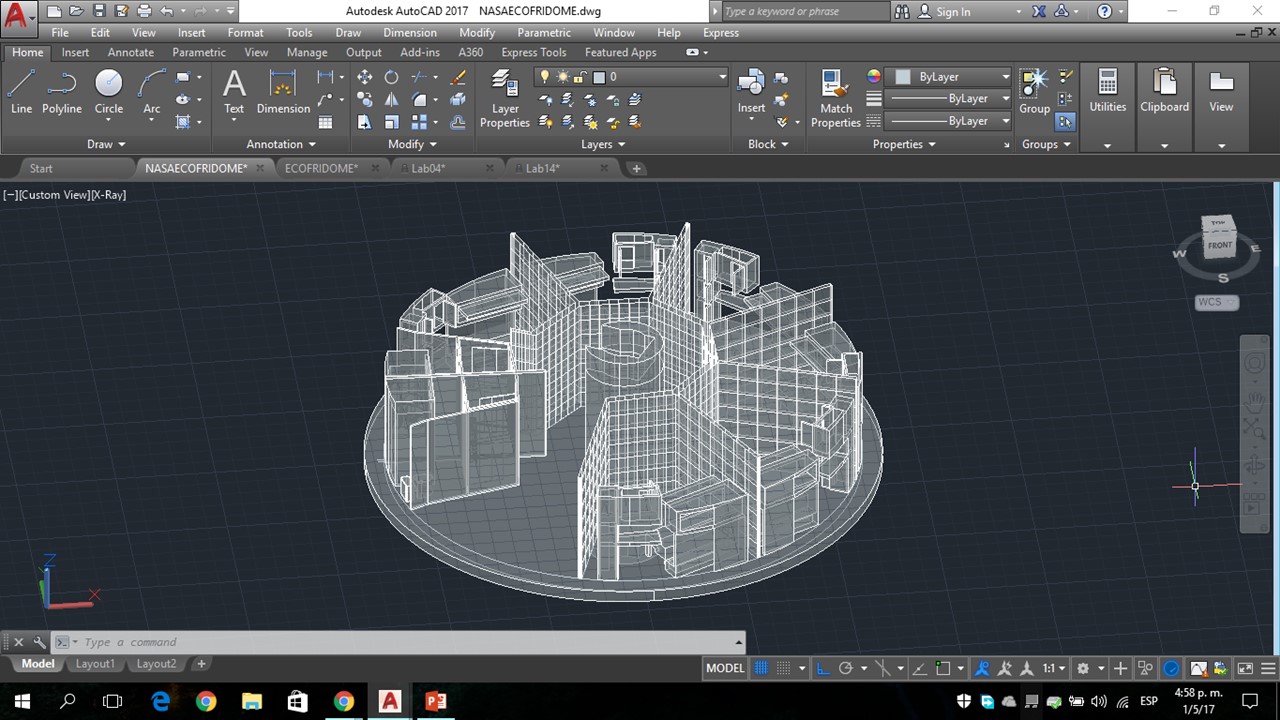 Autodesk AutoCAD 2017 NASAECOFRIDOME.dwg
Type a keyword or phrase
Sign In
File Edit View Insert Format Tools Draw Dimension Modify Parametric Window Help Express
Home Insert Annotate Parametric View Manage Output Add-ins A360 Express Tools Featured Apps
0
ByLayer
ByLayer
ByLayer
Line Polyline Circle Arc Text Dimension Layer Properties Insert Match Properties Group Utilities Clipboard View
Draw Annotation Modify Layers Block Properties Groups
Start NASAECOFRIDOME* ECOFRIDOME* Lab04* Lab14*
[−][Custom View][X-Ray]
TOP
FRONT
W
E
S
WCS
Z
X
Type a command
Model Layout1 Layout2
MODEL
1:1
ESP
4:58 p. m.
1/5/17